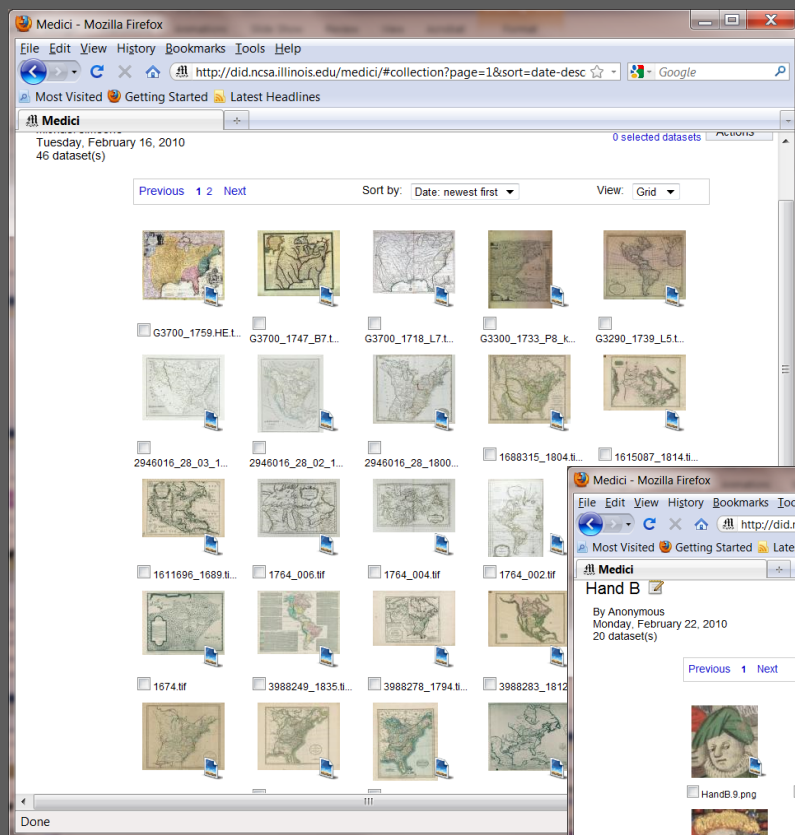 Medici - Mozilla Firefox
File Edit View History Bookmarks Tools Help
http://did.ncsa.illinois.edu/medici/#collection?page=1&sort=date-desc
Google
Most Visited Getting Started Latest Headlines
Medici
Tuesday, February 16, 2010
0 selected datasets Actions
46 dataset(s)
Previous 1 2 Next Sort by: Date: newest first View: Grid
G3700_1759.HE.t... G3700_1747_B7.t... G3700_1718_L7.t... G3300_1733_P8_k... G3290_1739_L5.t...
2946016_28_03_1... 2946016_28_02_1... 2946016_28_1800... 1688315_1804.ti... 1615087_1814.ti...
1611696_1689.ti... 1764_006.tif 1764_004.tif 1764_002.tif
1674.tif 3988249_1835.ti... 3988278_1794.ti... 3988283_1812
Done
Medici - Mozilla Firefox
File Edit View History Bookmarks Too
http://did.n
Most Visited Getting Started Late
Medici
Hand B
By Anonymous
Monday, February 22, 2010
20 dataset(s)
Previous 1 Next
HandB.9.png